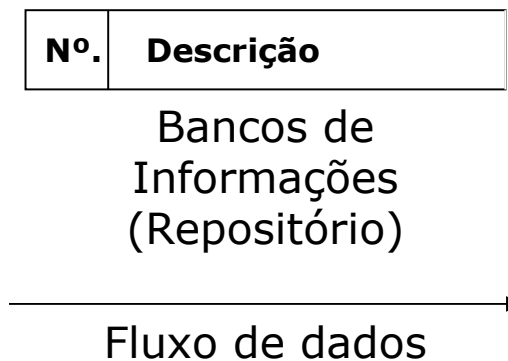 Nº. Descrição
Bancos de
Informações
(Repositório)
Fluxo de dados